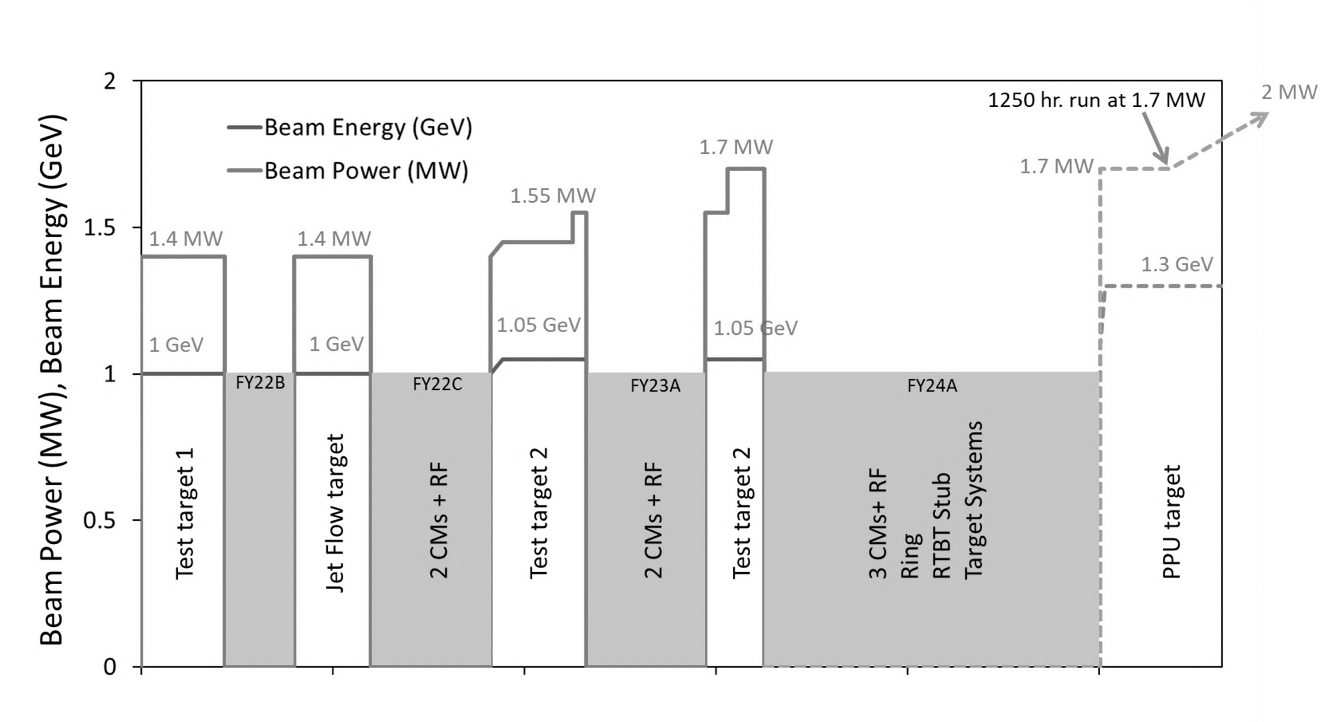 2
1250 hr. run at 1.7 MW
2 MW
Beam Energy (GeV)
Beam Power (MW)
1.7 MW
1.7 MW
1.55 MW
1.5
1.4 MW
1.4 MW
1.3 GeV
1.05 GeV
1.05 GeV
1 GeV
1 GeV
1
FY22B
FY22C
FY23A
FY24A
Test target 1
Jet Flow target
2 CMs + RF
Test target 2
2 CMs + RF
Test target 2
3 CMs+ RF
Ring
RTBT Stub
Target Systems
PPU target
0.5
0
Beam Power (MW), Beam Energy (GeV)